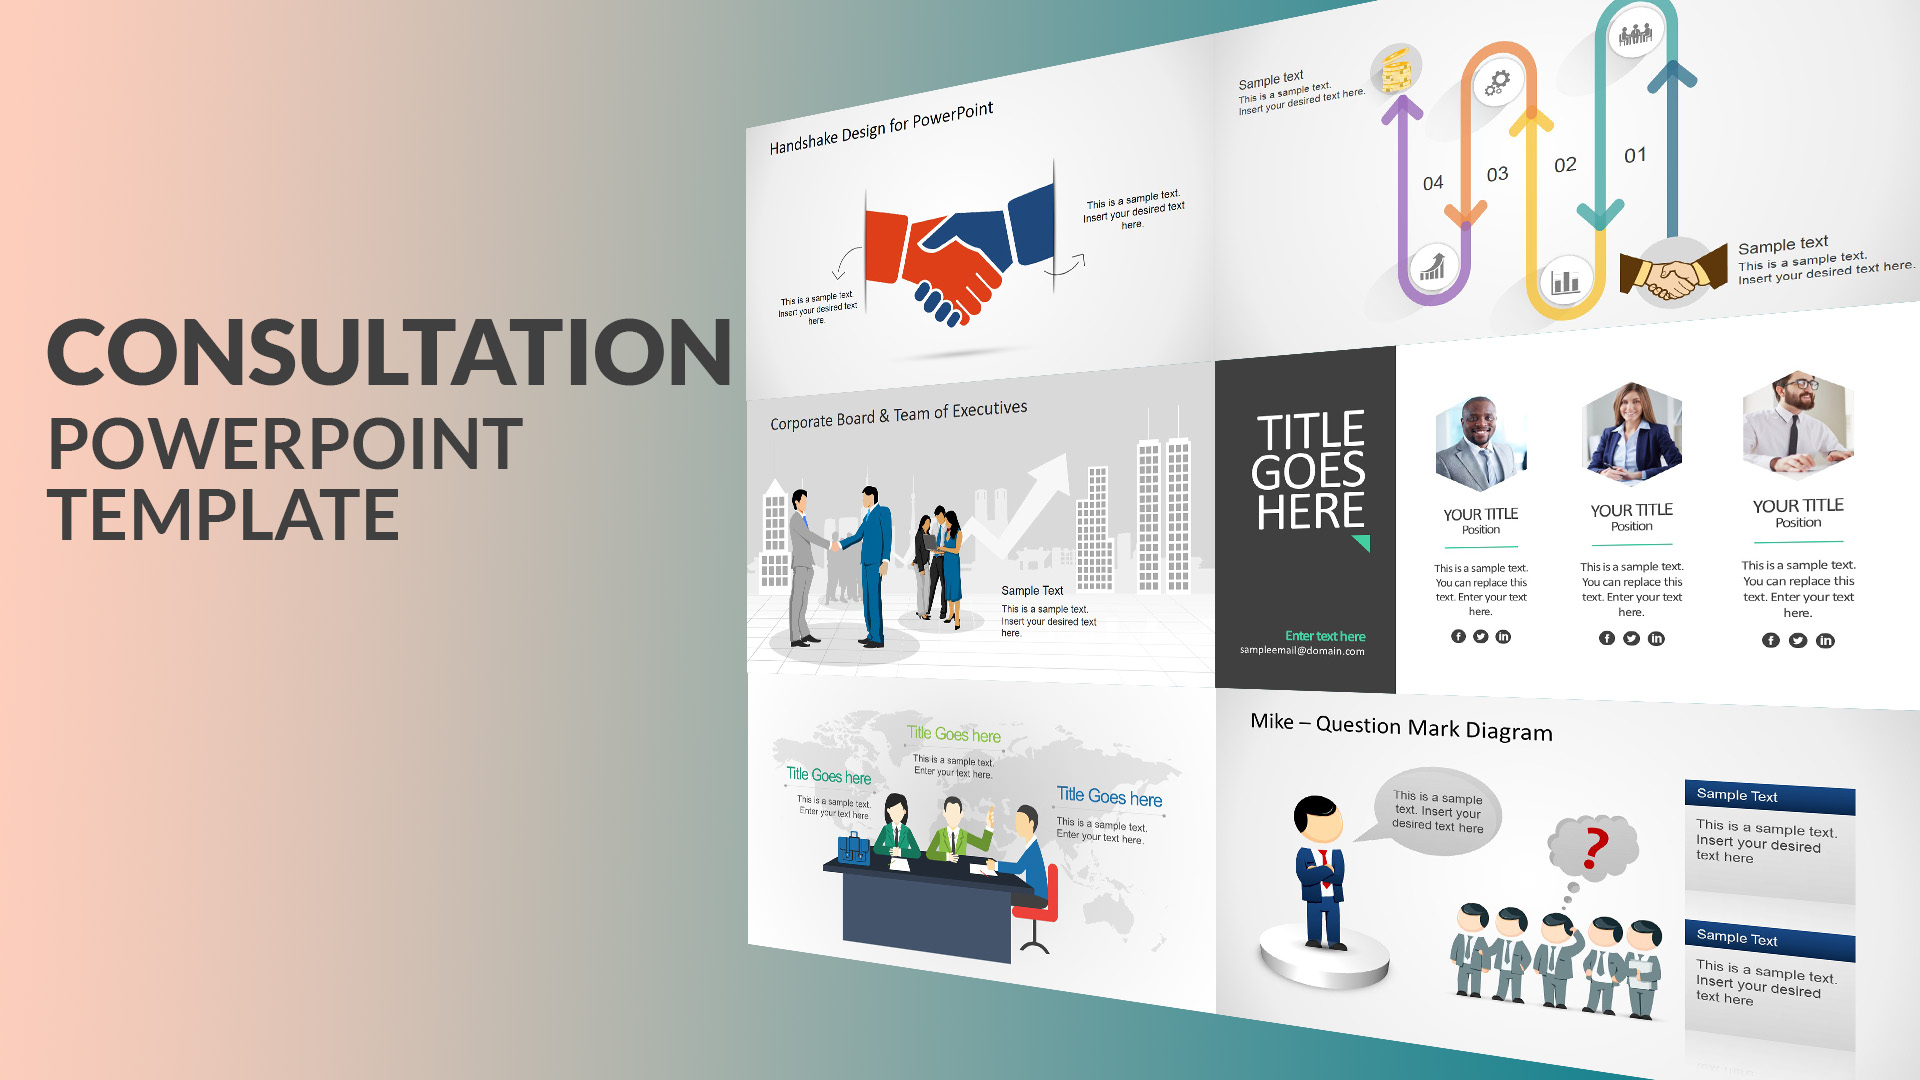 CONSULTATION
POWERPOINT
TEMPLATE
Handshake Design for PowerPoint
This is a sample text.
Insert your desired text
here.
This is a sample text.
Insert your desired text
here.
Sample text
This is a sample text.
Insert your desired text here.
04
03
02
01
Sample text
This is a sample text.
Insert your desired text here.
Corporate Board & Team of Executives
Sample Text
This is a sample text.
Insert your desired text
here.
TITLE
GOES
HERE
Enter text here
sampleemail@domain.com
YOUR TITLE
Position
This is a sample text.
You can replace this
text. Enter your text
here.
YOUR TITLE
Position
This is a sample text.
You can replace this
text. Enter your text
here.
YOUR TITLE
Position
This is a sample text.
You can replace this
text. Enter your text
here.
Title Goes here
This is a sample text.
Enter your text here.
Title Goes here
This is a sample text.
Enter your text here.
Title Goes here
This is a sample text.
Enter your text here.
Mike – Question Mark Diagram
This is a sample
text. Insert your
desired text here
?
Sample Text
This is a sample text.
Insert your desired
text here
Sample Text
This is a sample text.
Insert your desired
text here